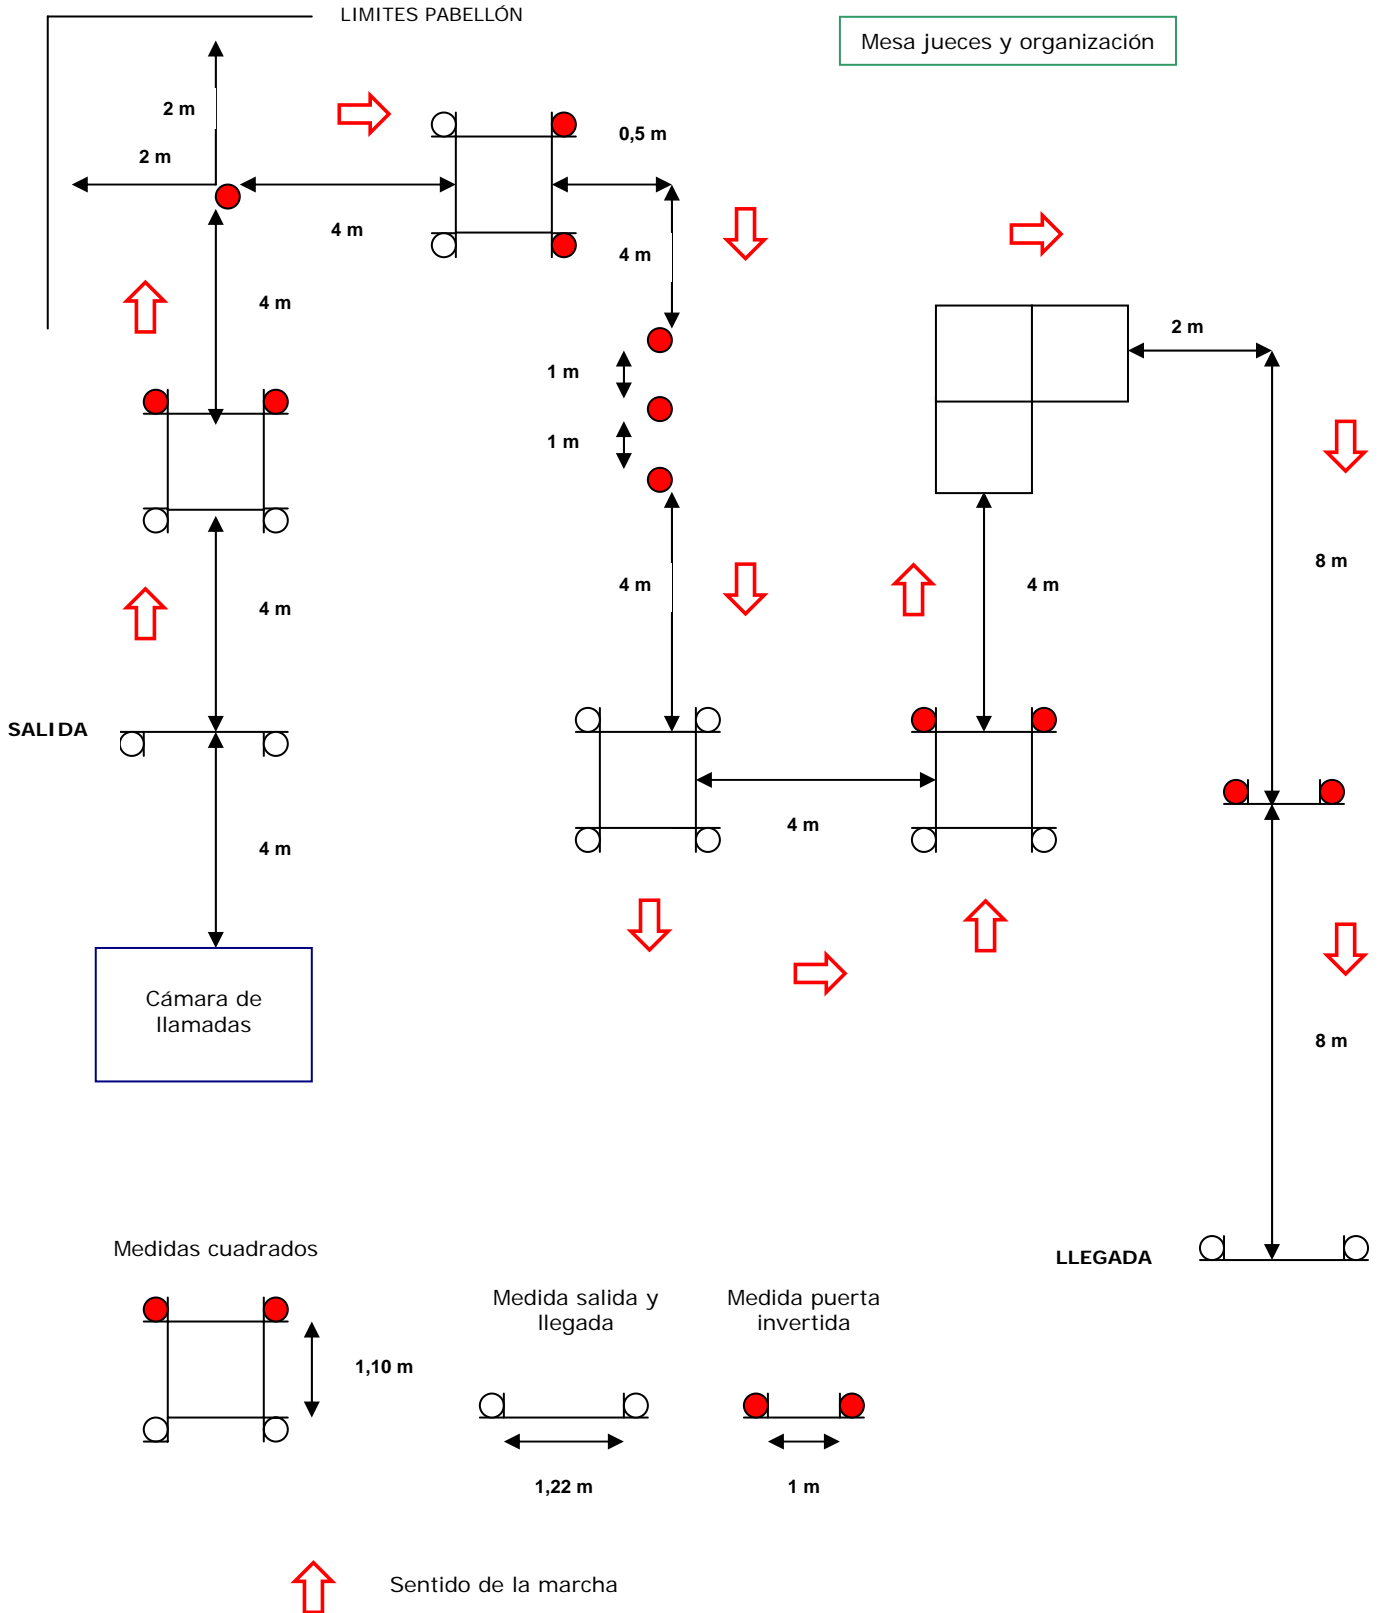 LIMITES PABELLÓN
Mesa jueces y organización
2 m
2 m
0,5 m
4 m
4 m
4 m
2 m
1 m
1 m
8 m
4 m
4 m
4 m
SALIDA
4 m
4 m
Cámara de
llamadas
8 m
Medidas cuadrados
LLEGADA
Medida salida y
llegada
Medida puerta
invertida
1,10 m
1,22 m
1 m
Sentido de la marcha